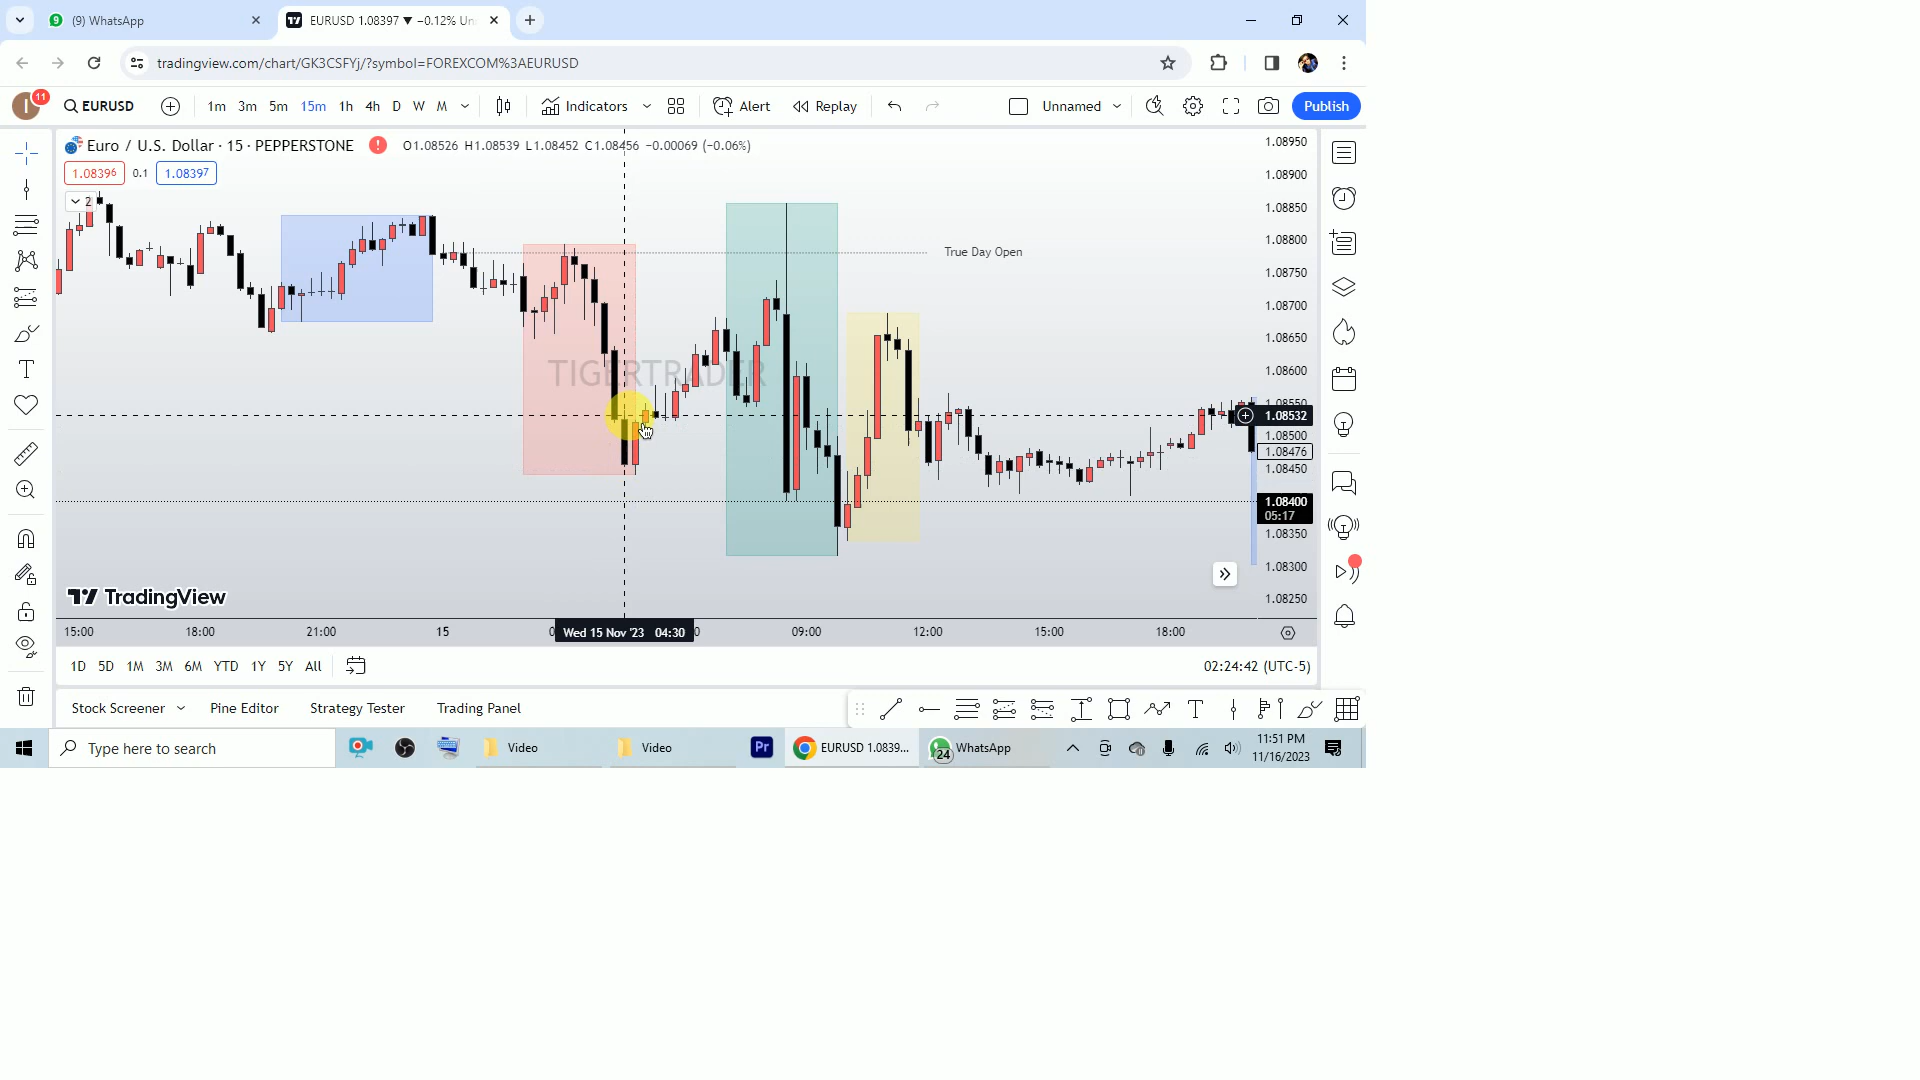 (9) WhatsApp
EURUSD 1.08397 ▼ −0.12% Un
tradingview.com/chart/GK3CSFYj/?symbol=FOREXCOM%3AEURUSD
I 11 EURUSD 1m 3m 5m 15m 1h 4h D W M Indicators Alert Replay Unnamed Publish
Euro / U.S. Dollar · 15 · PEPPERSTONE O1.08526 H1.08539 L1.08452 C1.08456 −0.00069 (−0.06%)
1.08396 0.1 1.08397
2
True Day Open
TIGERTRADER
1.08950
1.08900
1.08850
1.08800
1.08750
1.08700
1.08650
1.08600
1.08550
1.08532
1.08500
1.08476
1.08450
1.08400
05:17
1.08350
1.08300
1.08250
TradingView
15:00 18:00 21:00 15 Wed 15 Nov '23 04:30 09:00 12:00 15:00 18:00
1D 5D 1M 3M 6M YTD 1Y 5Y All 02:24:42 (UTC-5)
Stock Screener Pine Editor Strategy Tester Trading Panel
Type here to search Video Video Pr EURUSD 1.0839... 24 WhatsApp 11:51 PM
11/16/2023